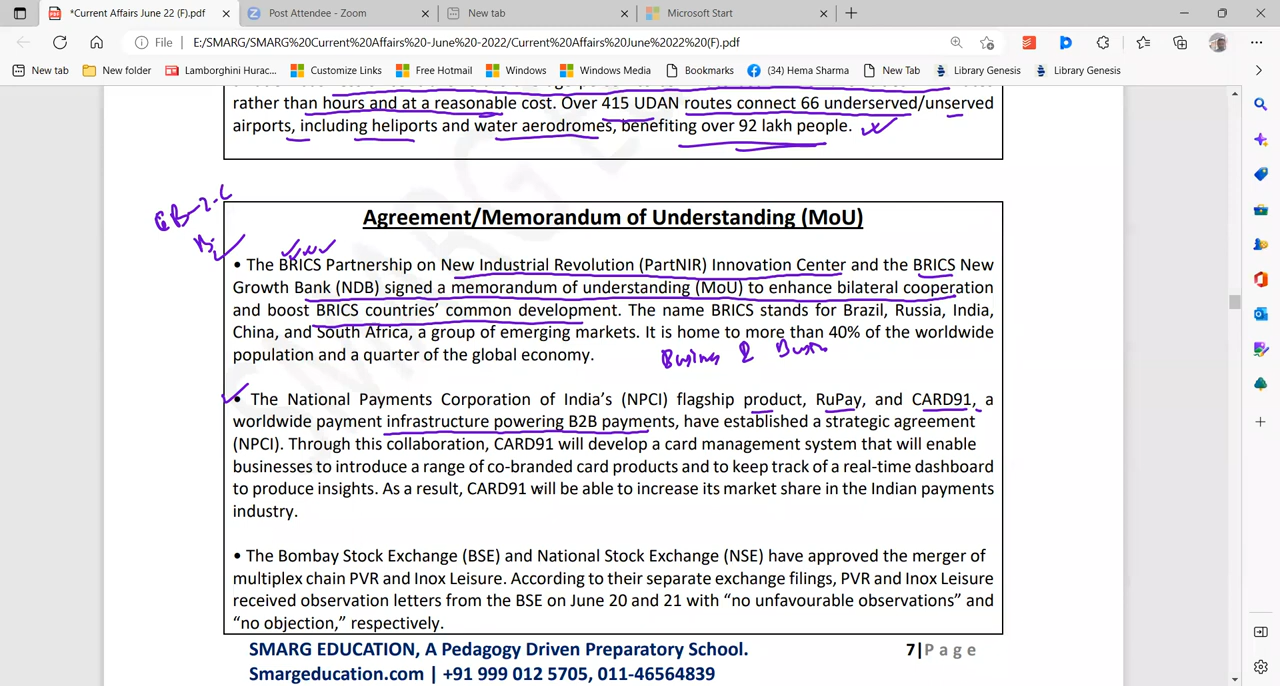 *Current Affairs June 22 (F).pdf
Post Attendee - Zoom
New tab
Microsoft Start
File
E:/SMARG/SMARG%20Current%20Affairs%20-June%20-2022/Current%20Affairs%20June%2022%20(F).pdf
New tab
New folder
Lamborghini Hurac...
Customize Links
Free Hotmail
Windows
Windows Media
Bookmarks
(34) Hema Sharma
New Tab
Library Genesis
Library Genesis
rather than hours and at a reasonable cost. Over 415 UDAN routes connect 66 underserved/unserved
airports, including heliports and water aerodromes, benefiting over 92 lakh people.
Agreement/Memorandum of Understanding (MoU)
• The BRICS Partnership on New Industrial Revolution (PartNIR) Innovation Center and the BRICS New
Growth Bank (NDB) signed a memorandum of understanding (MoU) to enhance bilateral cooperation
and boost BRICS countries’ common development. The name BRICS stands for Brazil, Russia, India,
China, and South Africa, a group of emerging markets. It is home to more than 40% of the worldwide
population and a quarter of the global economy.
• The National Payments Corporation of India’s (NPCI) flagship product, RuPay, and CARD91, a
worldwide payment infrastructure powering B2B payments, have established a strategic agreement
(NPCI). Through this collaboration, CARD91 will develop a card management system that will enable
businesses to introduce a range of co-branded card products and to keep track of a real-time dashboard
to produce insights. As a result, CARD91 will be able to increase its market share in the Indian payments
industry.
• The Bombay Stock Exchange (BSE) and National Stock Exchange (NSE) have approved the merger of
multiplex chain PVR and Inox Leisure. According to their separate exchange filings, PVR and Inox Leisure
received observation letters from the BSE on June 20 and 21 with “no unfavourable observations” and
“no objection,” respectively.
SMARG EDUCATION, A Pedagogy Driven Preparatory School.
7|Page
Smargeducation.com | +91 999 012 5705, 011-46564839